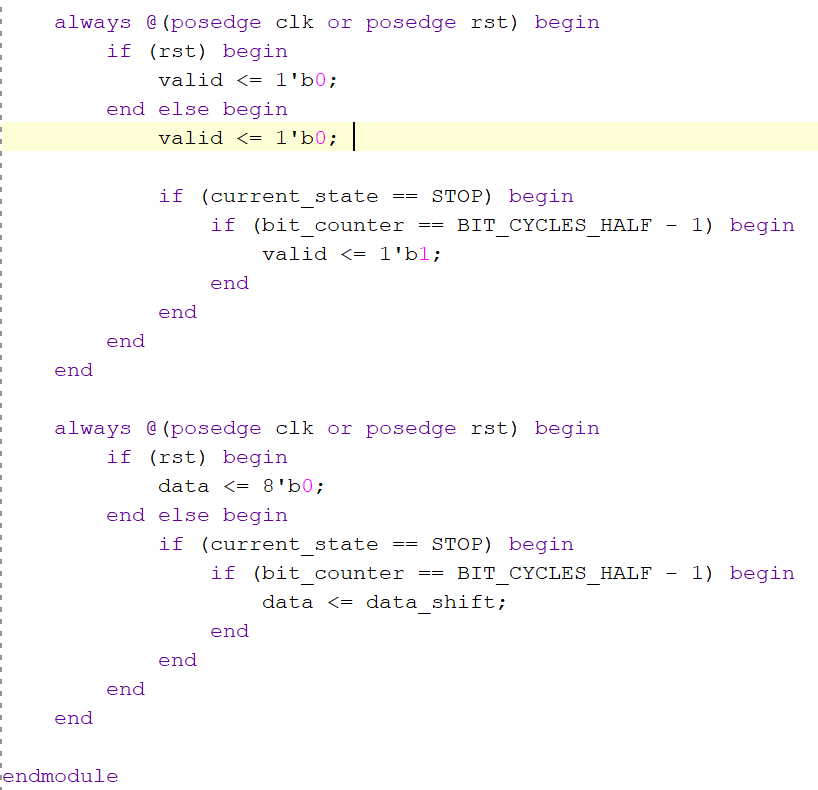 always @(posedge clk or posedge rst) begin
if (rst) begin
valid <= 1'b0;
end else begin
valid <= 1'b0;
if (current_state == STOP) begin
if (bit_counter == BIT_CYCLES_HALF - 1) begin
valid <= 1'b1;
end
end
end
end
always @(posedge clk or posedge rst) begin
if (rst) begin
data <= 8'b0;
end else begin
if (current_state == STOP) begin
if (bit_counter == BIT_CYCLES_HALF - 1) begin
data <= data_shift;
end
end
end
end
endmodule